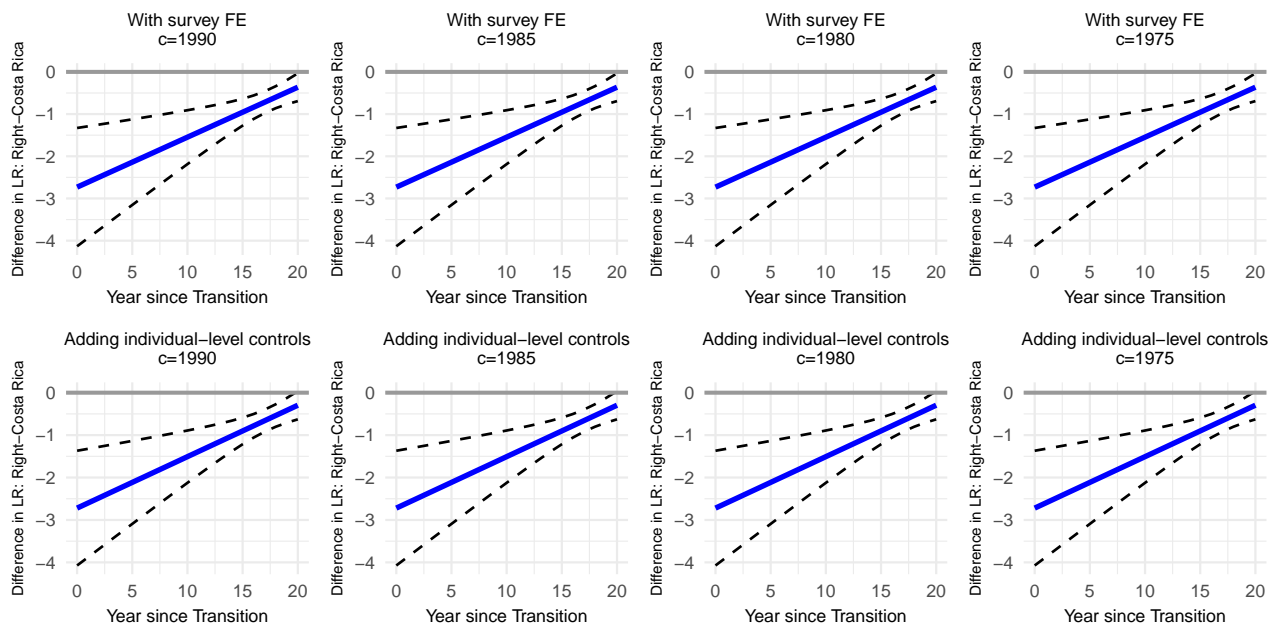 With survey FE
c=1990
Difference in LR: Right−Costa Rica
0
−1
−2
−3
−4
0 5 10 15 20
Year since Transition
With survey FE
c=1985
Difference in LR: Right−Costa Rica
0
−1
−2
−3
−4
0 5 10 15 20
Year since Transition
With survey FE
c=1980
Difference in LR: Right−Costa Rica
0
−1
−2
−3
−4
0 5 10 15 20
Year since Transition
With survey FE
c=1975
Difference in LR: Right−Costa Rica
0
−1
−2
−3
−4
0 5 10 15 20
Year since Transition
Adding individual−level controls
c=1990
Difference in LR: Right−Costa Rica
0
−1
−2
−3
−4
0 5 10 15 20
Year since Transition
Adding individual−level controls
c=1985
Difference in LR: Right−Costa Rica
0
−1
−2
−3
−4
0 5 10 15 20
Year since Transition
Adding individual−level controls
c=1980
Difference in LR: Right−Costa Rica
0
−1
−2
−3
−4
0 5 10 15 20
Year since Transition
Adding individual−level controls
c=1975
Difference in LR: Right−Costa Rica
0
−1
−2
−3
−4
0 5 10 15 20
Year since Transition